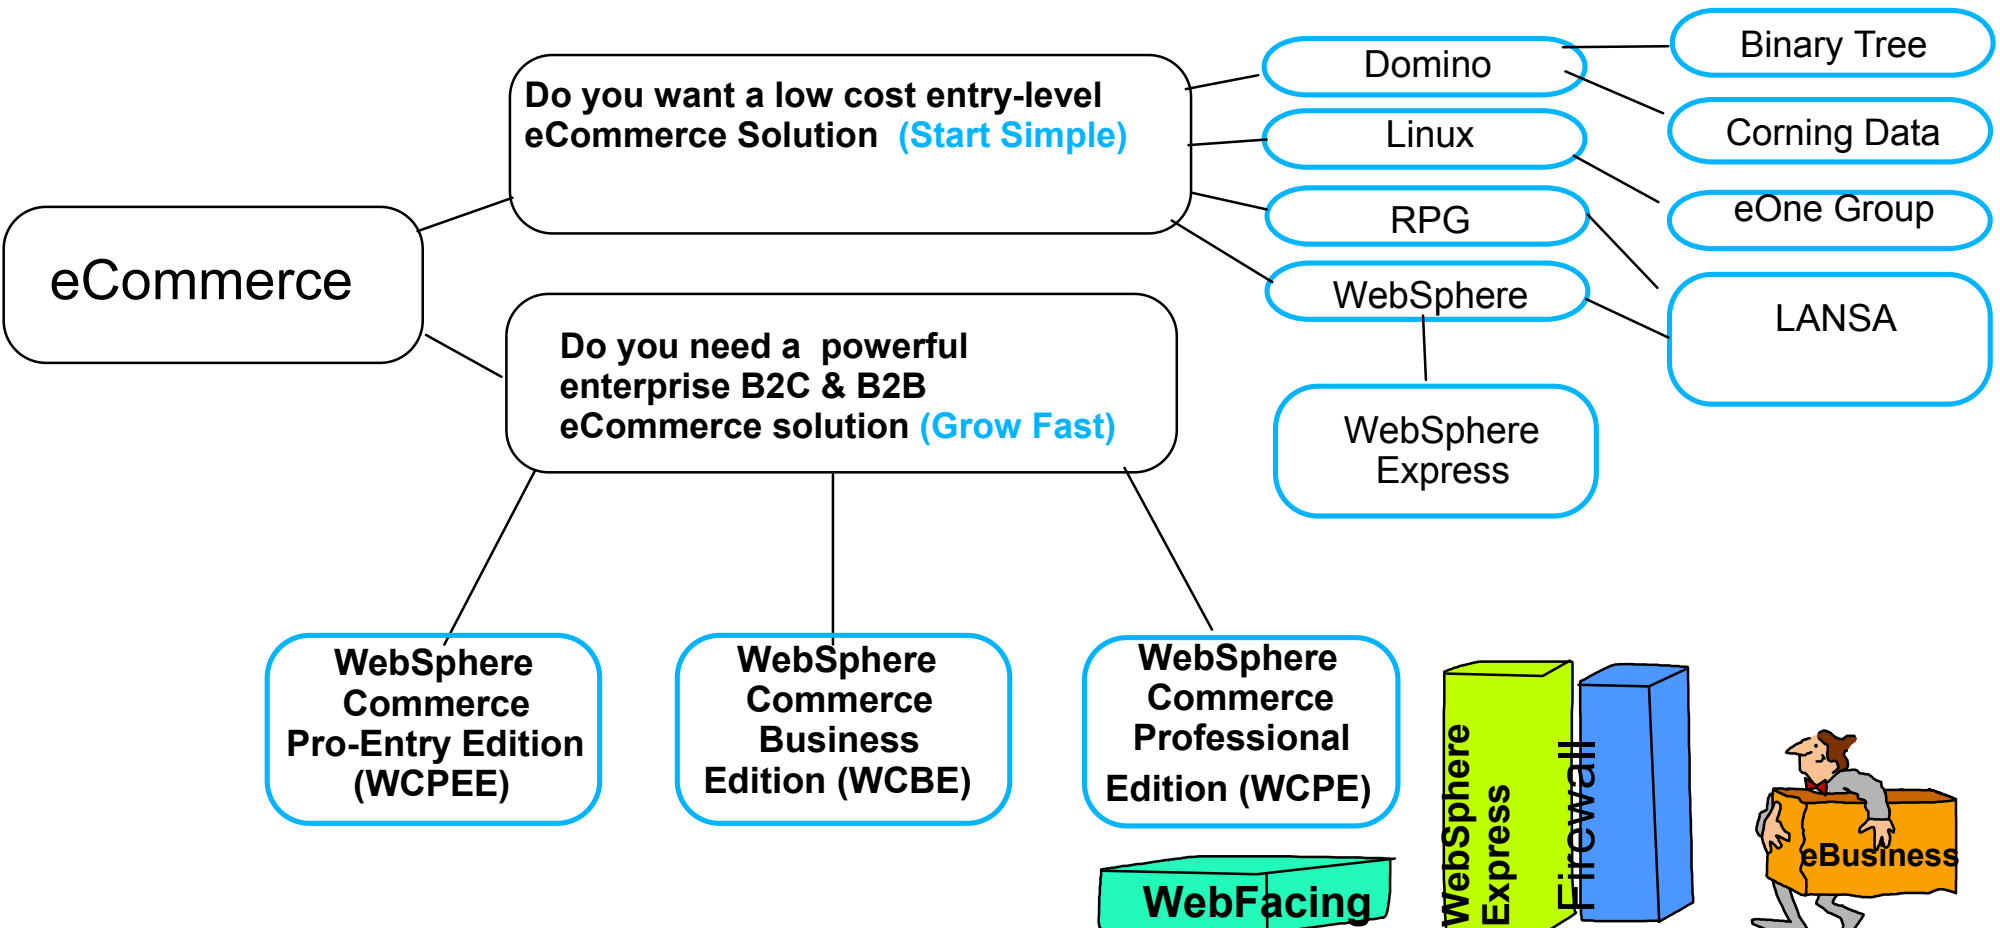 eCommerce
Do you want a low cost entry-level
eCommerce Solution (Start Simple)
Do you need a powerful
enterprise B2C & B2B
eCommerce solution (Grow Fast)
Domino
Linux
RPG
WebSphere
WebSphere
Express
Binary Tree
Corning Data
eOne Group
LANSA
WebSphere
Commerce
Pro-Entry Edition
(WCPEE)
WebSphere
Commerce
Business
Edition (WCBE)
WebSphere
Commerce
Professional
Edition (WCPE)
WebFacing
WebSphere
Express
Firewall
eBusiness